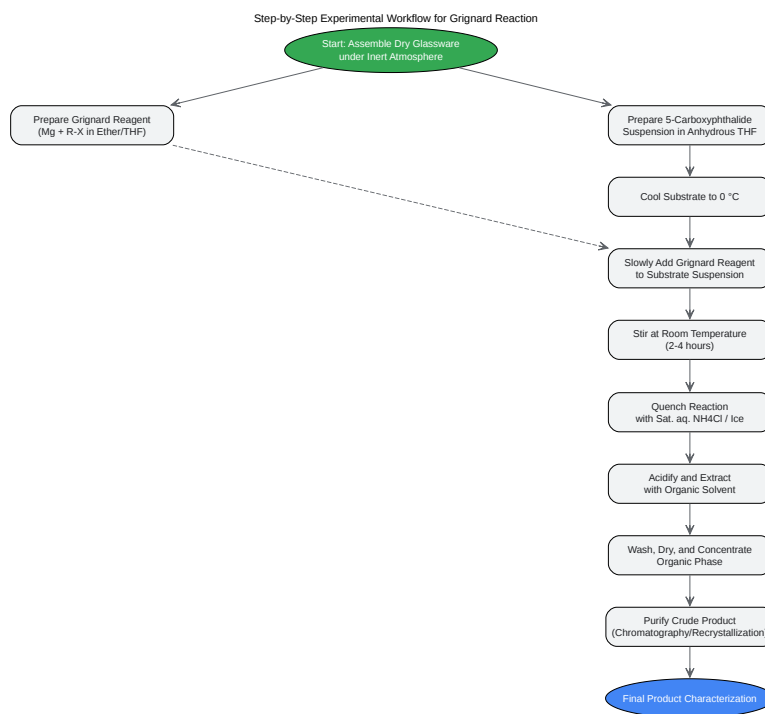 Step-by-Step Experimental Workflow for Grignard Reaction
Start: Assemble Dry Glassware
under Inert Atmosphere
Prepare Grignard Reagent
(Mg + R-X in Ether/THF)
Prepare 5-Carboxyphthalide
Suspension in Anhydrous THF
Cool Substrate to 0 °C
Slowly Add Grignard Reagent
to Substrate Suspension
Stir at Room Temperature
(2-4 hours)
Quench Reaction
with Sat. aq. NH4Cl / Ice
Acidify and Extract
with Organic Solvent
Wash, Dry, and Concentrate
Organic Phase
Purify Crude Product
(Chromatography/Recrystallization)
Final Product Characterization